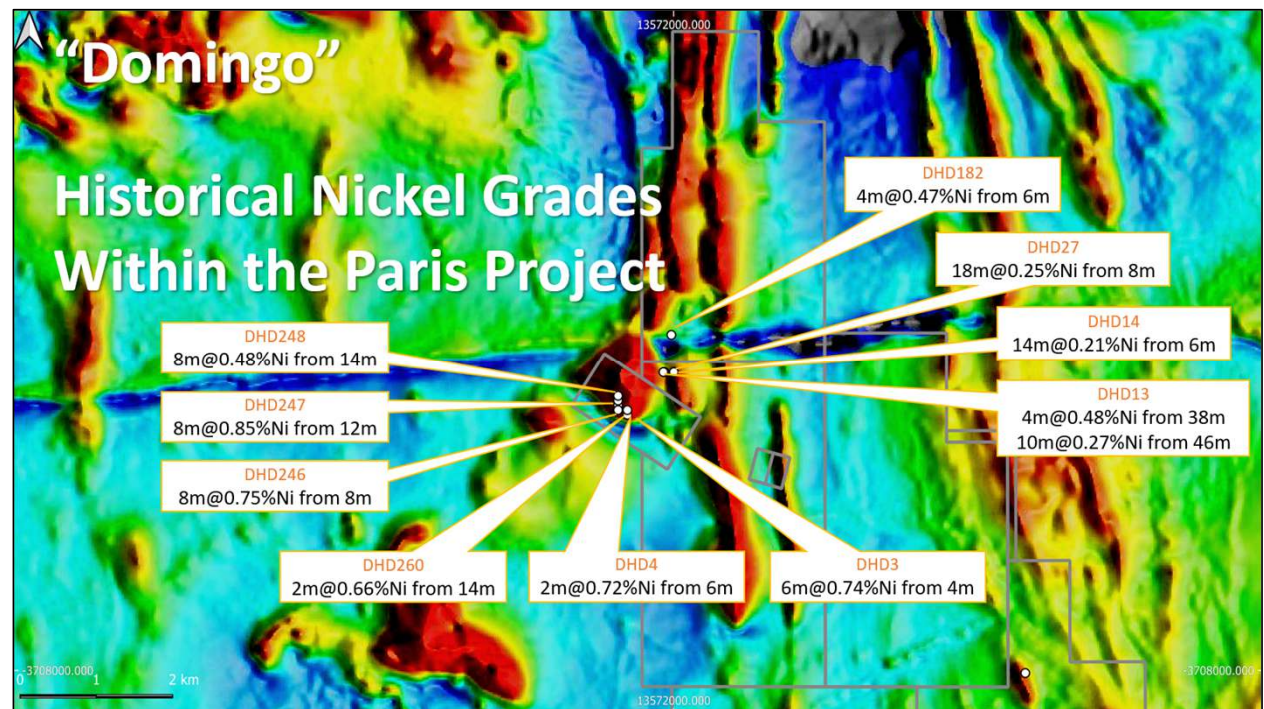 13572000.000
“Domingo”
Historical Nickel Grades
Within the Paris Project
DHD182
4m@0.47%Ni from 6m
DHD27
18m@0.25%Ni from 8m
DHD14
14m@0.21%Ni from 6m
DHD13
4m@0.48%Ni from 38m
10m@0.27%Ni from 46m
DHD248
8m@0.48%Ni from 14m
DHD247
8m@0.85%Ni from 12m
DHD246
8m@0.75%Ni from 8m
DHD260
2m@0.66%Ni from 14m
DHD4
2m@0.72%Ni from 6m
DHD3
6m@0.74%Ni from 4m
-3708000.000
-3708000.000
0 1 2 km
13572000.000